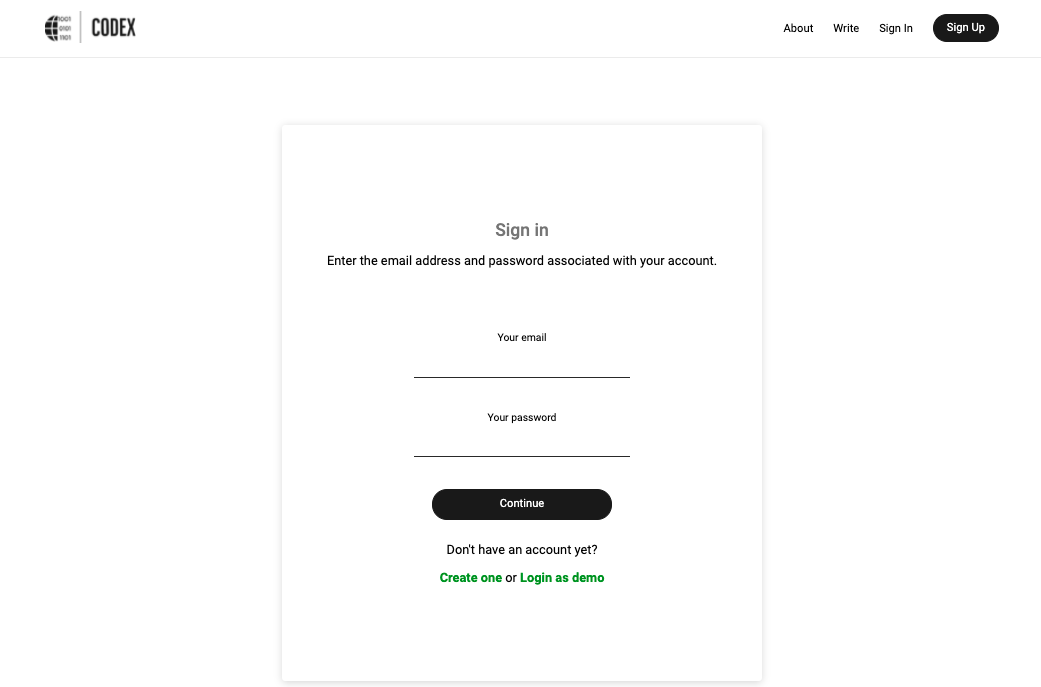 1001
0101
1101
CODEX
About
Write
Sign In
Sign Up
Sign in
Enter the email address and password associated with your account.
Your email
Your password
Continue
Don't have an account yet?
Create one or Login as demo